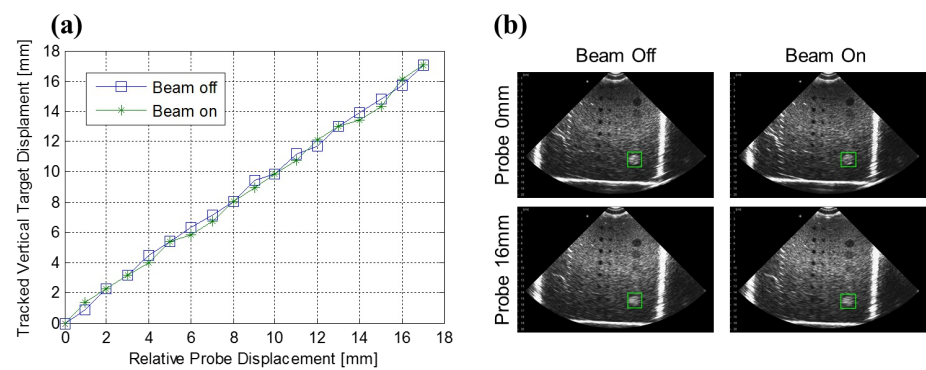 (a)
Tracked Vertical Target Displament [mm]
18
16
14
12
10
8
6
4
2
0
Beam off
Beam on
0 2 4 6 8 10 12 14 16 18
Relative Probe Displacement [mm]
(b)
Beam Off Beam On
Probe 0mm
Probe 16mm